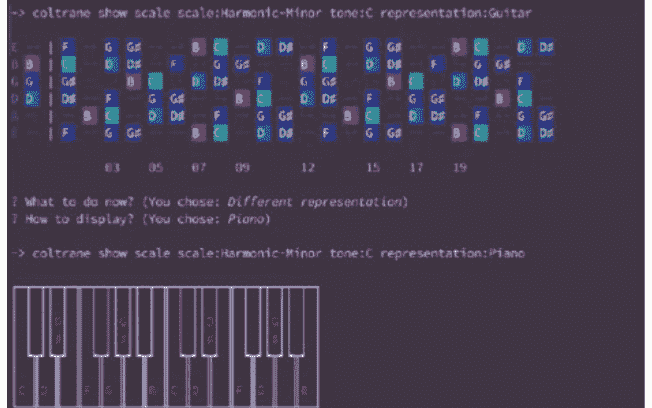 -> coltrane show scale scale:Harmonic-Minor tone:C representation:Guitar
E | F G G# B C D D# F G G# B C D D#
B B | C D D# F G G# B C D D# F G G#
G G | G# B C D D# F G G# B C D D# F
D D | D# F G G# B C D D# F G G# B C
| B C D D# F G G# B C D D# F G G#
E | F G G# B C D D# F G G# B C D D#
03 05 07 09 12 15 17 19
? What to do now? (You chose: Different representation)
? How to display? (You chose: Piano)
-> coltrane show scale scale:Harmonic-Minor tone:C representation:Piano